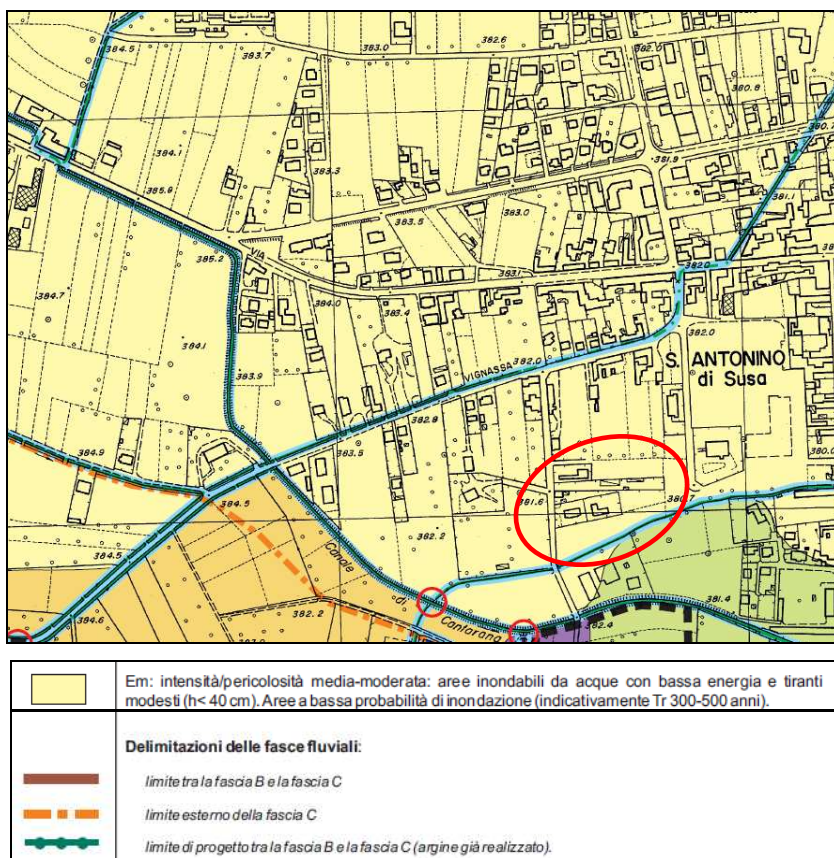 382.6
384.5
383.7
383.0
382.0
380.8
384.1
383.3
381.9
380.7
385.9
381.1
383.0
383.5
385.2
VIA
383.1
382.0
384.7
384.0
383.4
382.0
384.1
382.0
S. ANTONINO
di Susa
VIGNASSA
383.9
382.8
383.5
384.9
380.0
384.5
381.6
380.7
382.2
384.5
Canale
di
Cantarana
382.2
381.4
384.6
382.4
Em: intensità/pericolosità media-moderata: aree inondabili da acque con bassa energia e tiranti
modesti (h< 40 cm). Aree a bassa probabilità di inondazione (indicativamente Tr 300-500 anni).
Delimitazioni delle fasce fluviali:
limite tra la fascia B e la fascia C
limite esterno della fascia C
limite di progetto tra la fascia B e la fascia C (argine già realizzato).